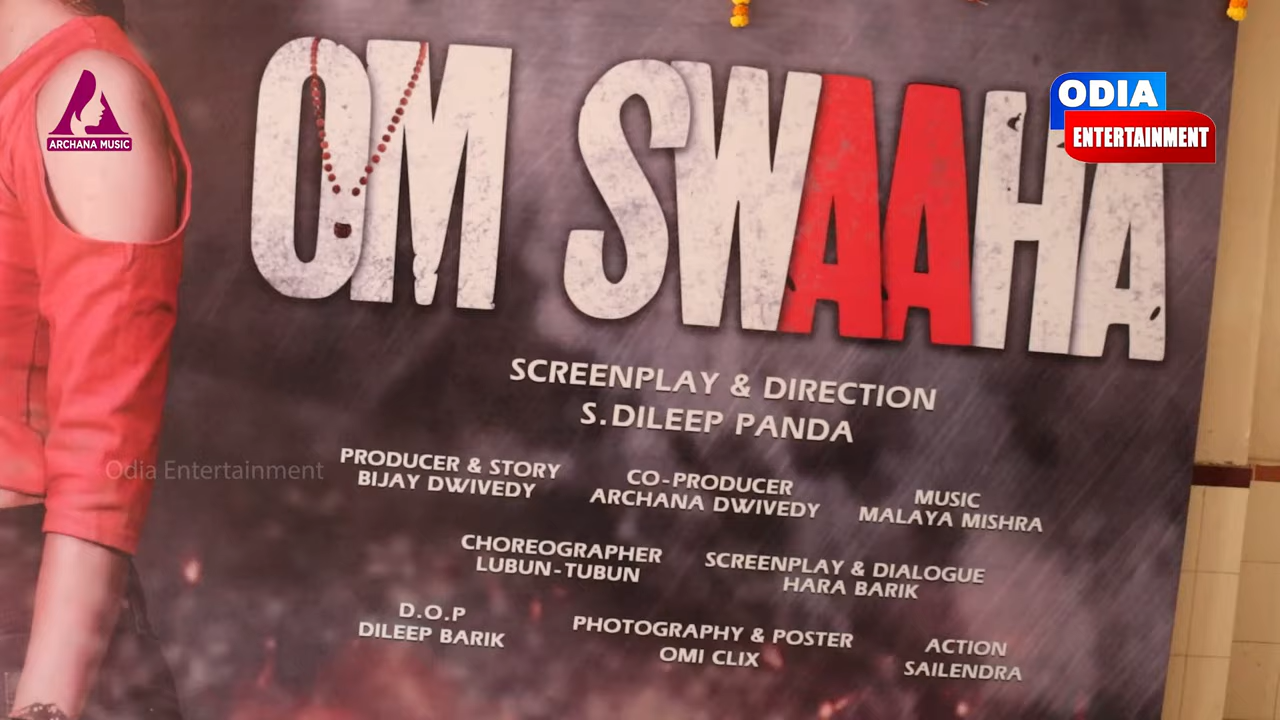 ARCHANA MUSIC
ODIA
ENTERTAINMENT
OM SWAAHA
SCREENPLAY & DIRECTION
S.DILEEP PANDA
PRODUCER & STORY
BIJAY DWIVEDY
CO-PRODUCER
ARCHANA DWIVEDY
MUSIC
MALAYA MISHRA
Odia Entertainment
CHOREOGRAPHER
LUBUN-TUBUN
SCREENPLAY & DIALOGUE
HARA BARIK
D.O.P
DILEEP BARIK
PHOTOGRAPHY & POSTER
OMI CLIX
ACTION
SAILENDRA